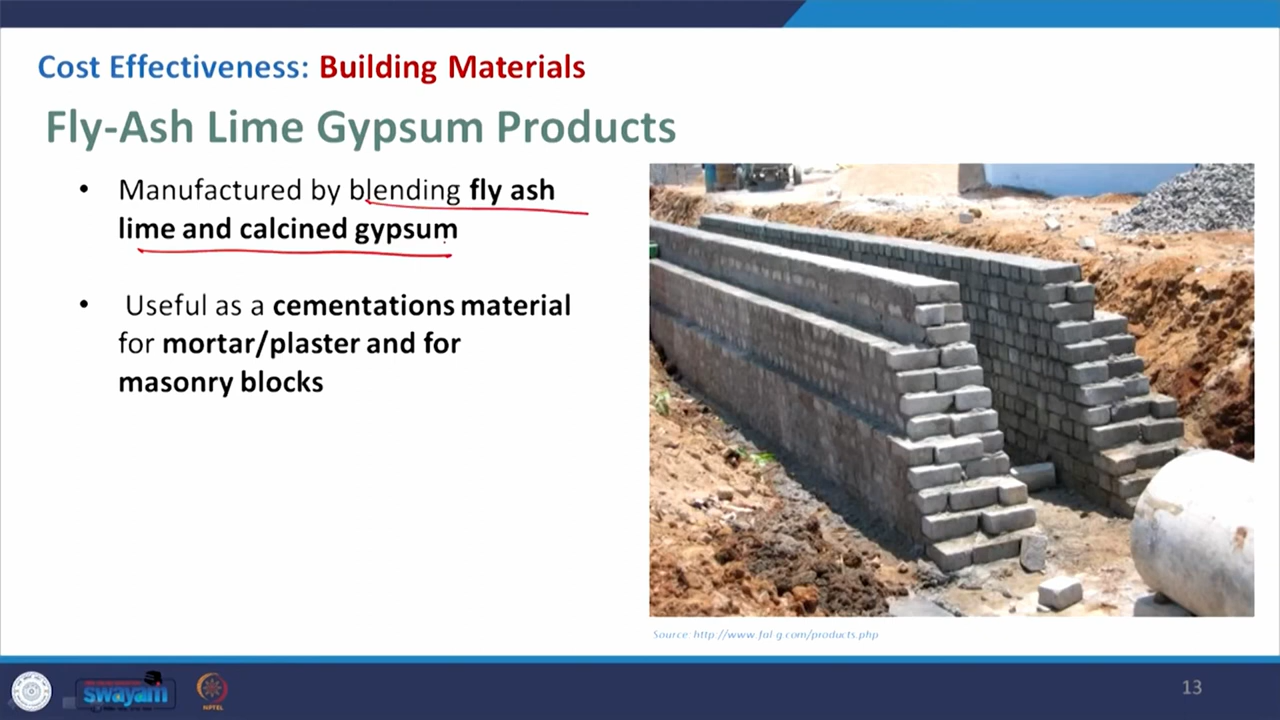 Cost Effectiveness: Building Materials
Fly-Ash Lime Gypsum Products
• Manufactured by blending fly ash
lime and calcined gypsum
• Useful as a cementations material
for mortar/plaster and for
masonry blocks
Source: http://www.fal g.com/products.php
swayam
NPTEL
13